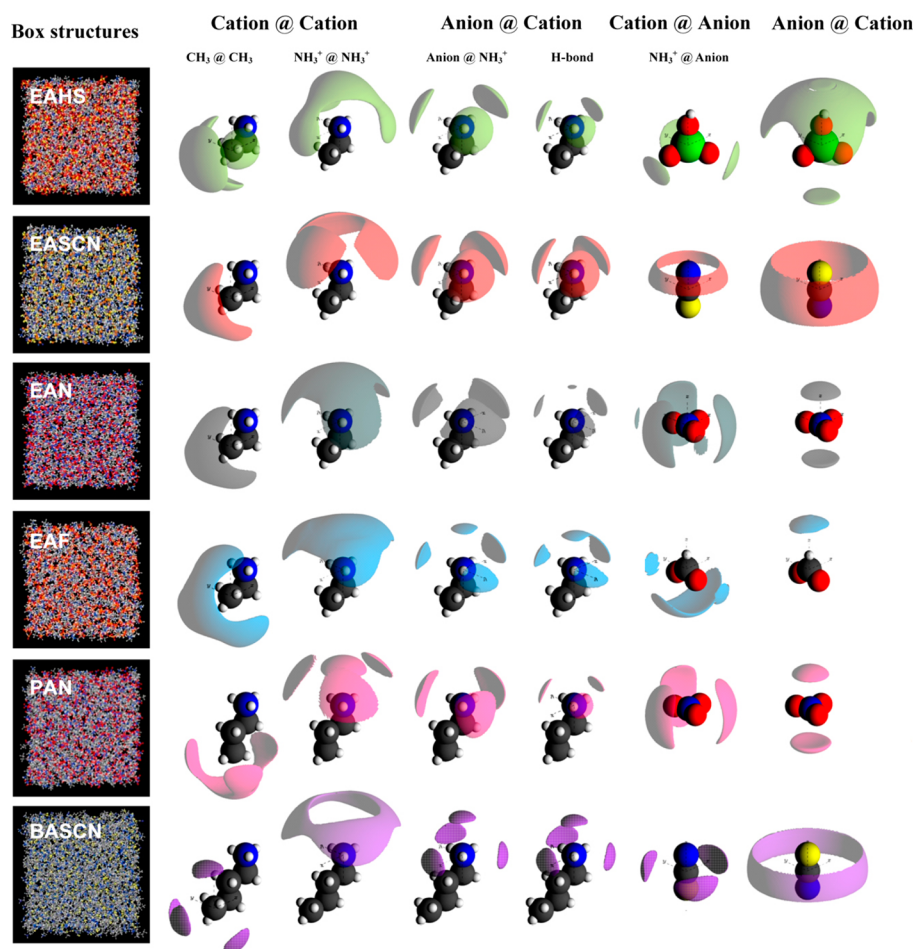 Box structures
Cation @ Cation
Anion @ Cation
Cation @ Anion
Anion @ Cation
CH₃ @ CH₃
NH₃⁺ @ NH₃⁺
Anion @ NH₃⁺
H-bond
NH₃⁺ @ Anion
EAHS
EASCN
EAN
EAF
PAN
BASCN